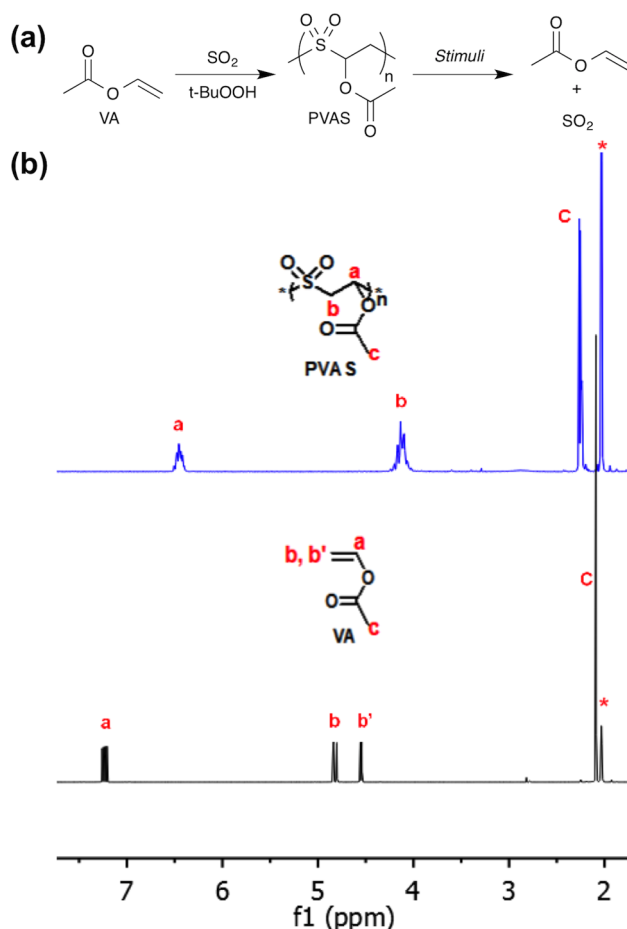 (a)
O
O
VA
SO2
t-BuOOH
O O
S
n
O
O
PVAS
Stimuli
O
O
+
SO2
(b)
*
C
O O
S
a
*
*
n
b
O
O
c
PVAS
a
b
b, b'
a
O
O
c
VA
C
*
a
b
b'
7 6 5 4 3 2
f1 (ppm)